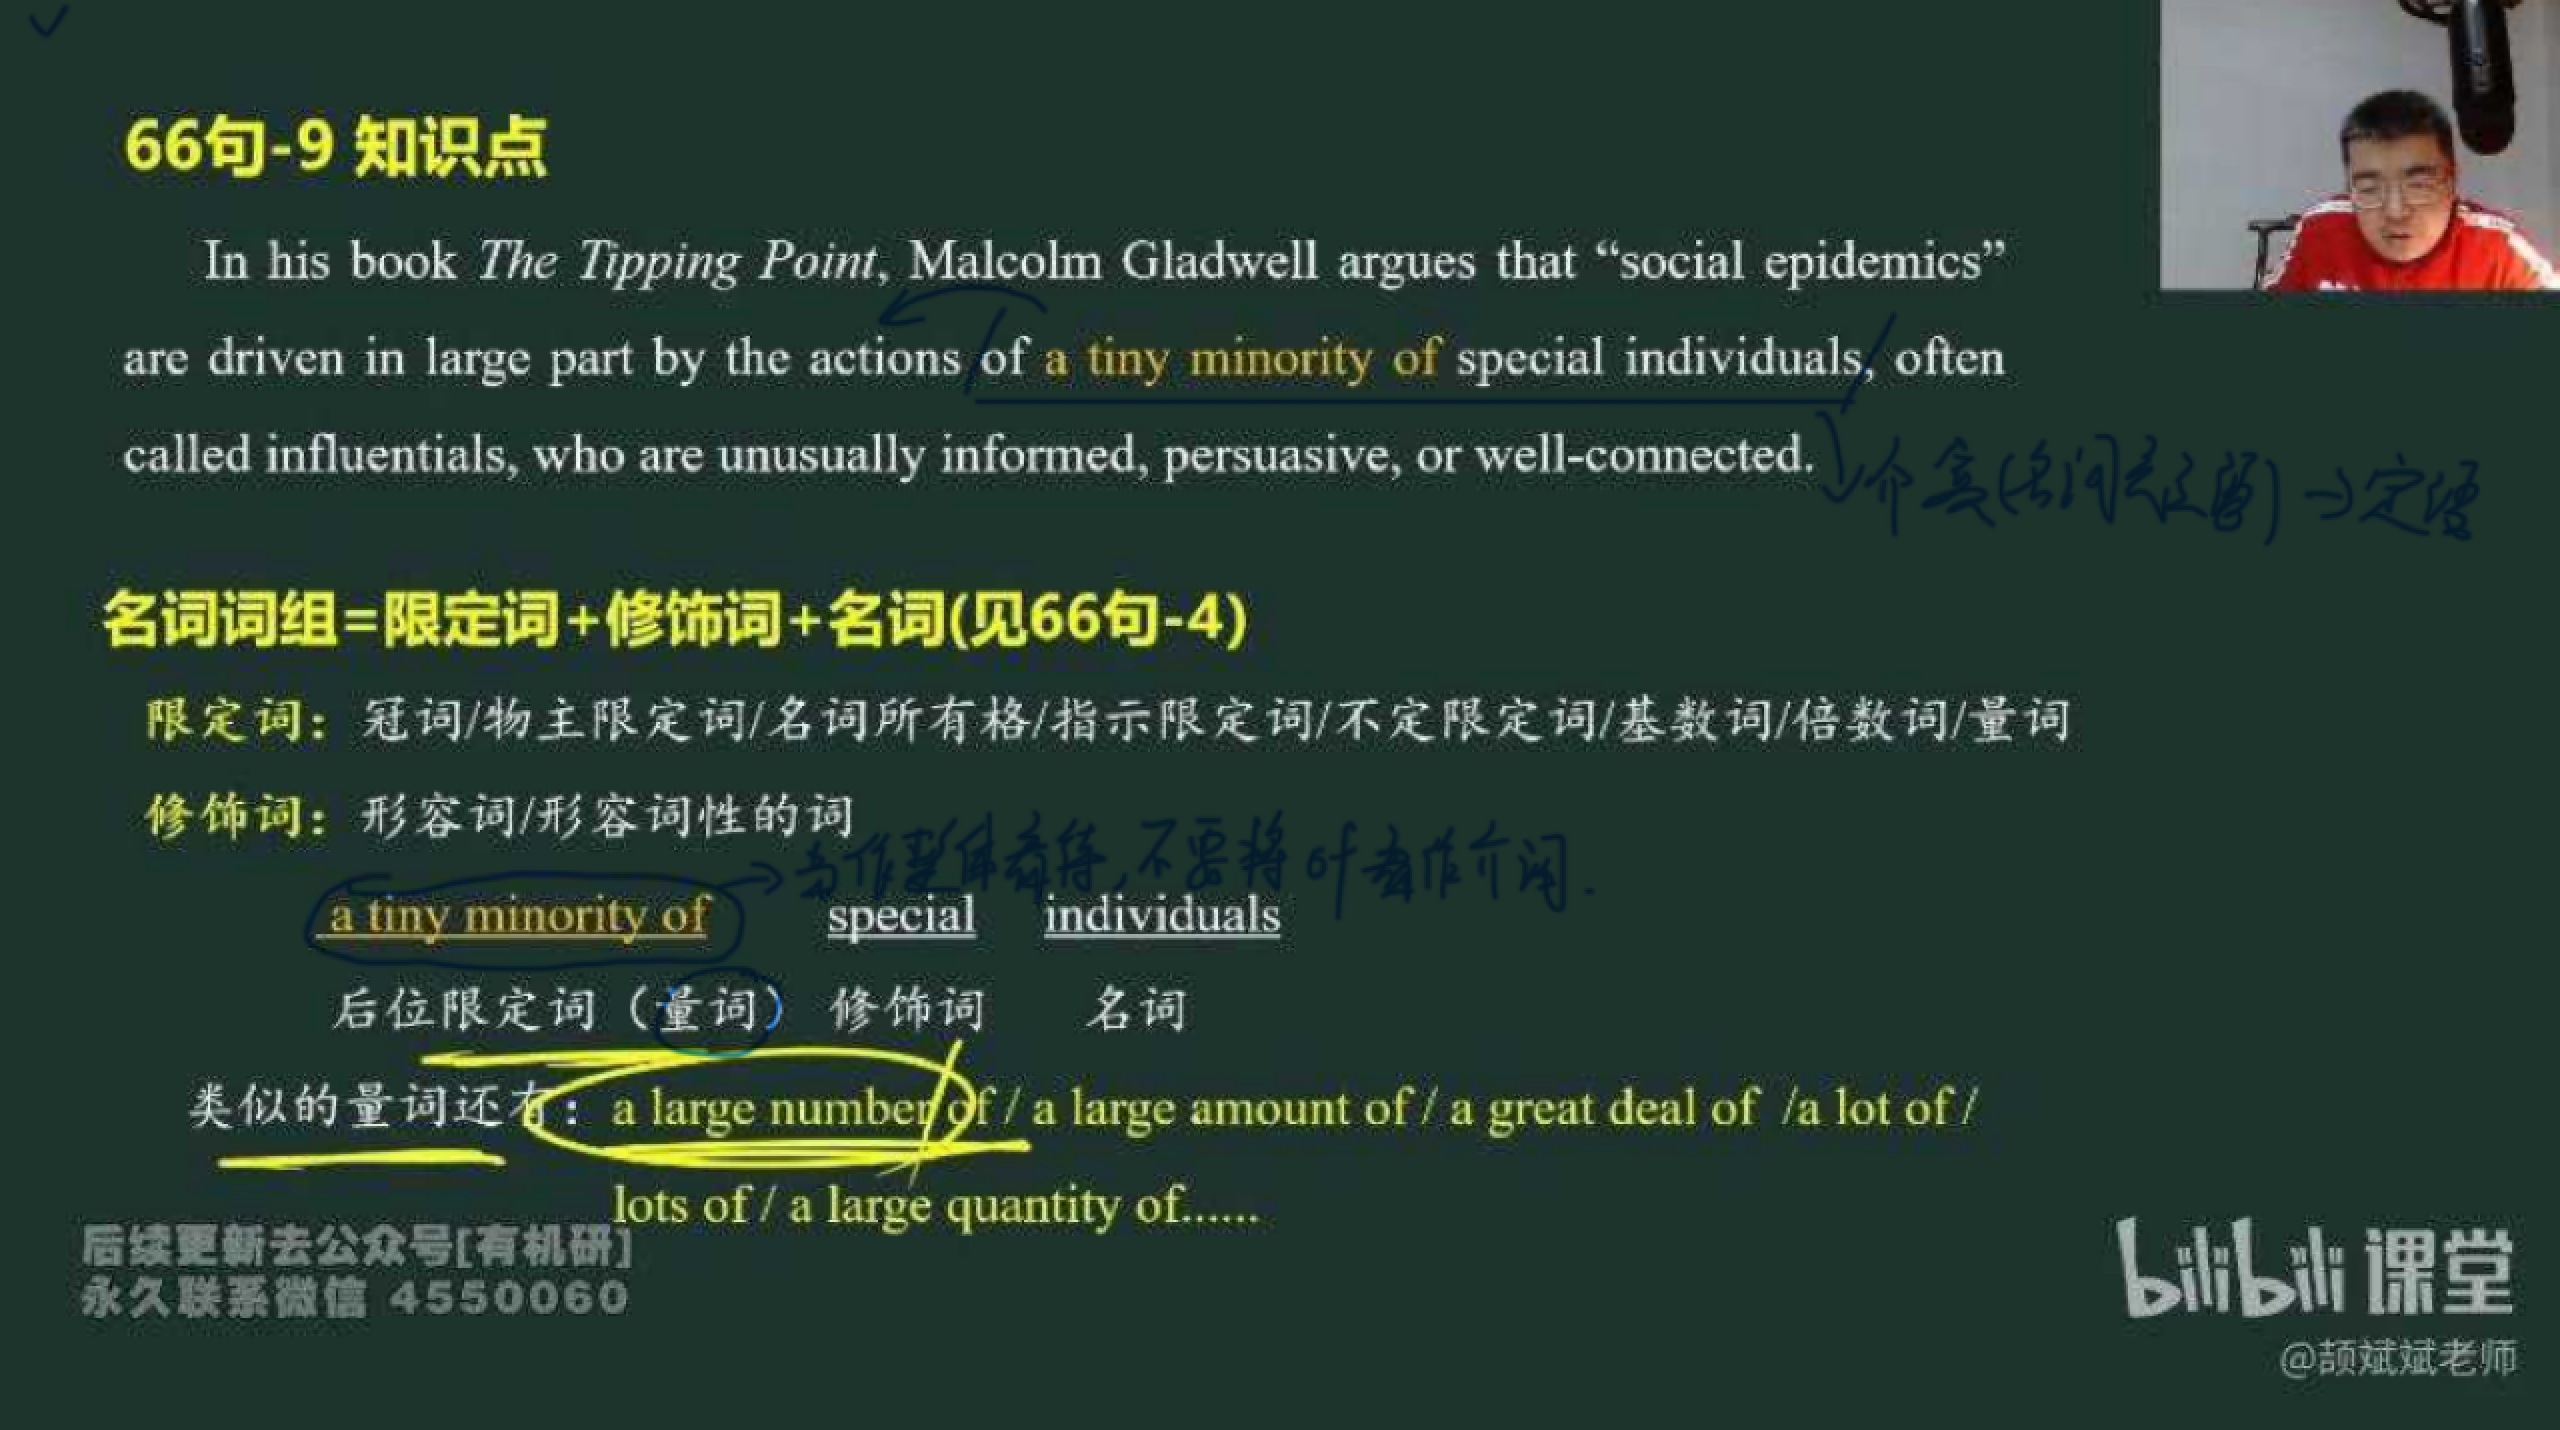 66句-9 知识点
In his book The Tipping Point, Malcolm Gladwell argues that “social epidemics”
are driven in large part by the actions of a tiny minority of special individuals, often
called influentials, who are unusually informed, persuasive, or well-connected.
介宾(名词后置) →定语
名词词组=限定词+修饰词+名词(见66句-4)
限定词：冠词/物主限定词/名词所有格/指示限定词/不定限定词/基数词/倍数词/量词
修饰词：形容词/形容词性的词
→ 当作整体看待,不要将of看作介词.
a tiny minority of special individuals
后位限定词（量词） 修饰词 名词
类似的量词还有：a large number of / a large amount of / a great deal of /a lot of /
lots of / a large quantity of......
后续更新去公众号[有机研]
永久联系微信 4550060
bilibili 课堂
@颉斌斌老师